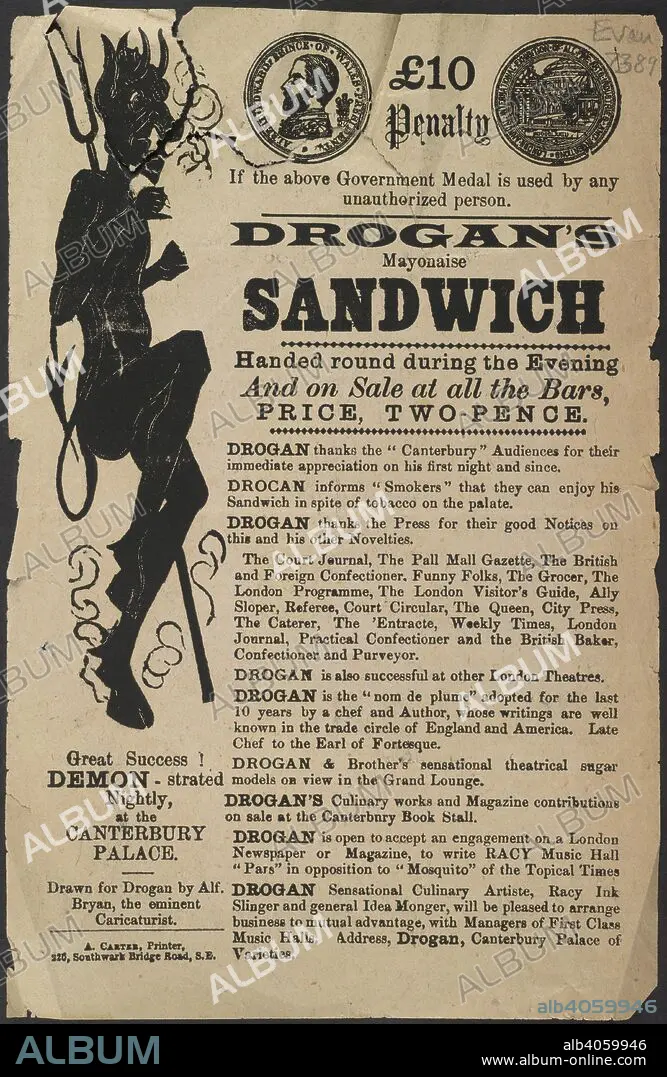 Evan
£10
Penalty
If the above Government Medal is used by any
unauthorized person.
DROGAN'S
Mayonaise
SANDWICH
Handed round during the Evening
And on Sale at all the Bars,
PRICE, TWO-PENCE.
DROGAN thanks the "Canterbury" Audiences for their
immediate appreciation on his first night and since.
DROCAN informs "Smokers" that they can enjoy his
Sandwich in spite of tobacco on the palate.
DROGAN thanks the Press for their good Notices on
this and his other Novelties.
The Court Journal, The Pall Mall Gazette, The British
and Foreign Confectioner. Funny Folks, The Grocer, The
London Programme, The London Visitor's Guide, Ally
Sloper, Referee, Court Circular, The Queen, City Press,
The Caterer, The 'Entracte, Weekly Times, London
Journal, Practical Confectioner and the British Baker,
Confectioner and Purveyor.
DROGAN is also successful at other London Theatres.
DROGAN is the "nom de plume" adopted for the last
10 years by a chef and Author, whose writings are well
known in the trade circle of England and America. Late
Chef to the Earl of Fortesque.
DROGAN & Brother's sensational theatrical sugar
models on view in the Grand Lounge.
DROGAN'S Culinary works and Magazine contributions
on sale at the Canterbnry Book Stall.
DROGAN is open to accept an engagement on a London
Newspaper or Magazine, to write RACY Music Hall
"Pars" in opposition to "Mosquito" of the Topical Times
DROGAN Sensational Culinary Artiste, Racy Ink
Slinger and general Idea Monger, will be pleased to arrange
business to mutual advantage, with Managers of First Class
Music Halls. Address, Drogan, Canterbury Palace of
Varieties.
Great Success !
DEMON - strated
Nightly,
at the
CANTERBURY
PALACE.
Drawn for Drogan by Alf.
Bryan, the eminent
Caricaturist.
A. CARTER, Printer,
225, Southwark Bridge Road, S.E.
alb4059946
ALBUM
alb4059946
www.album-online.com